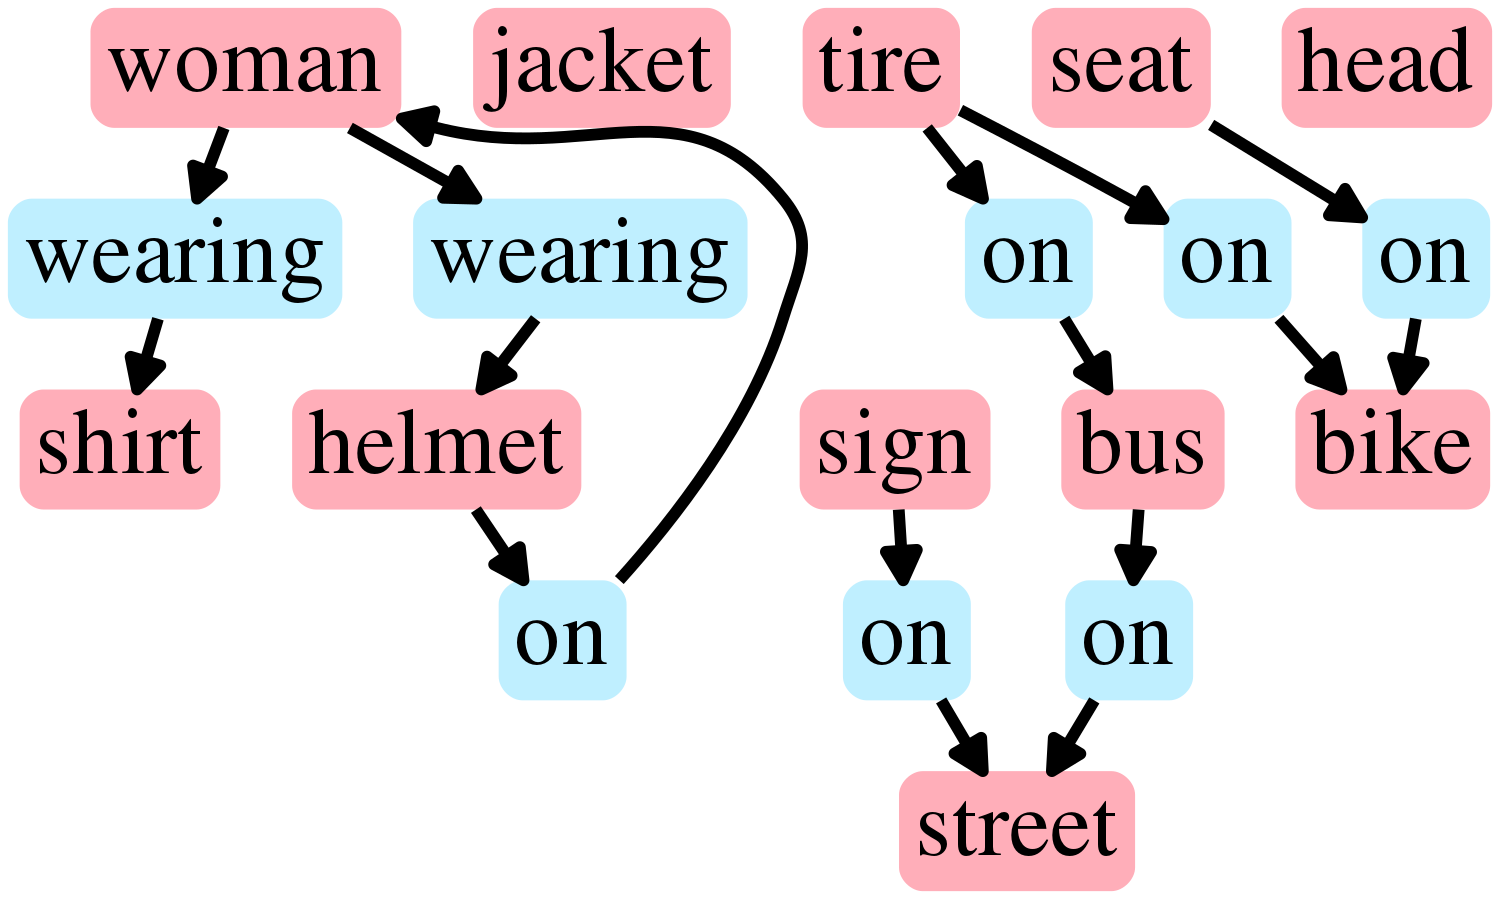 woman jacket tire seat head
wearing wearing on on on
shirt helmet sign bus bike
on on on
street